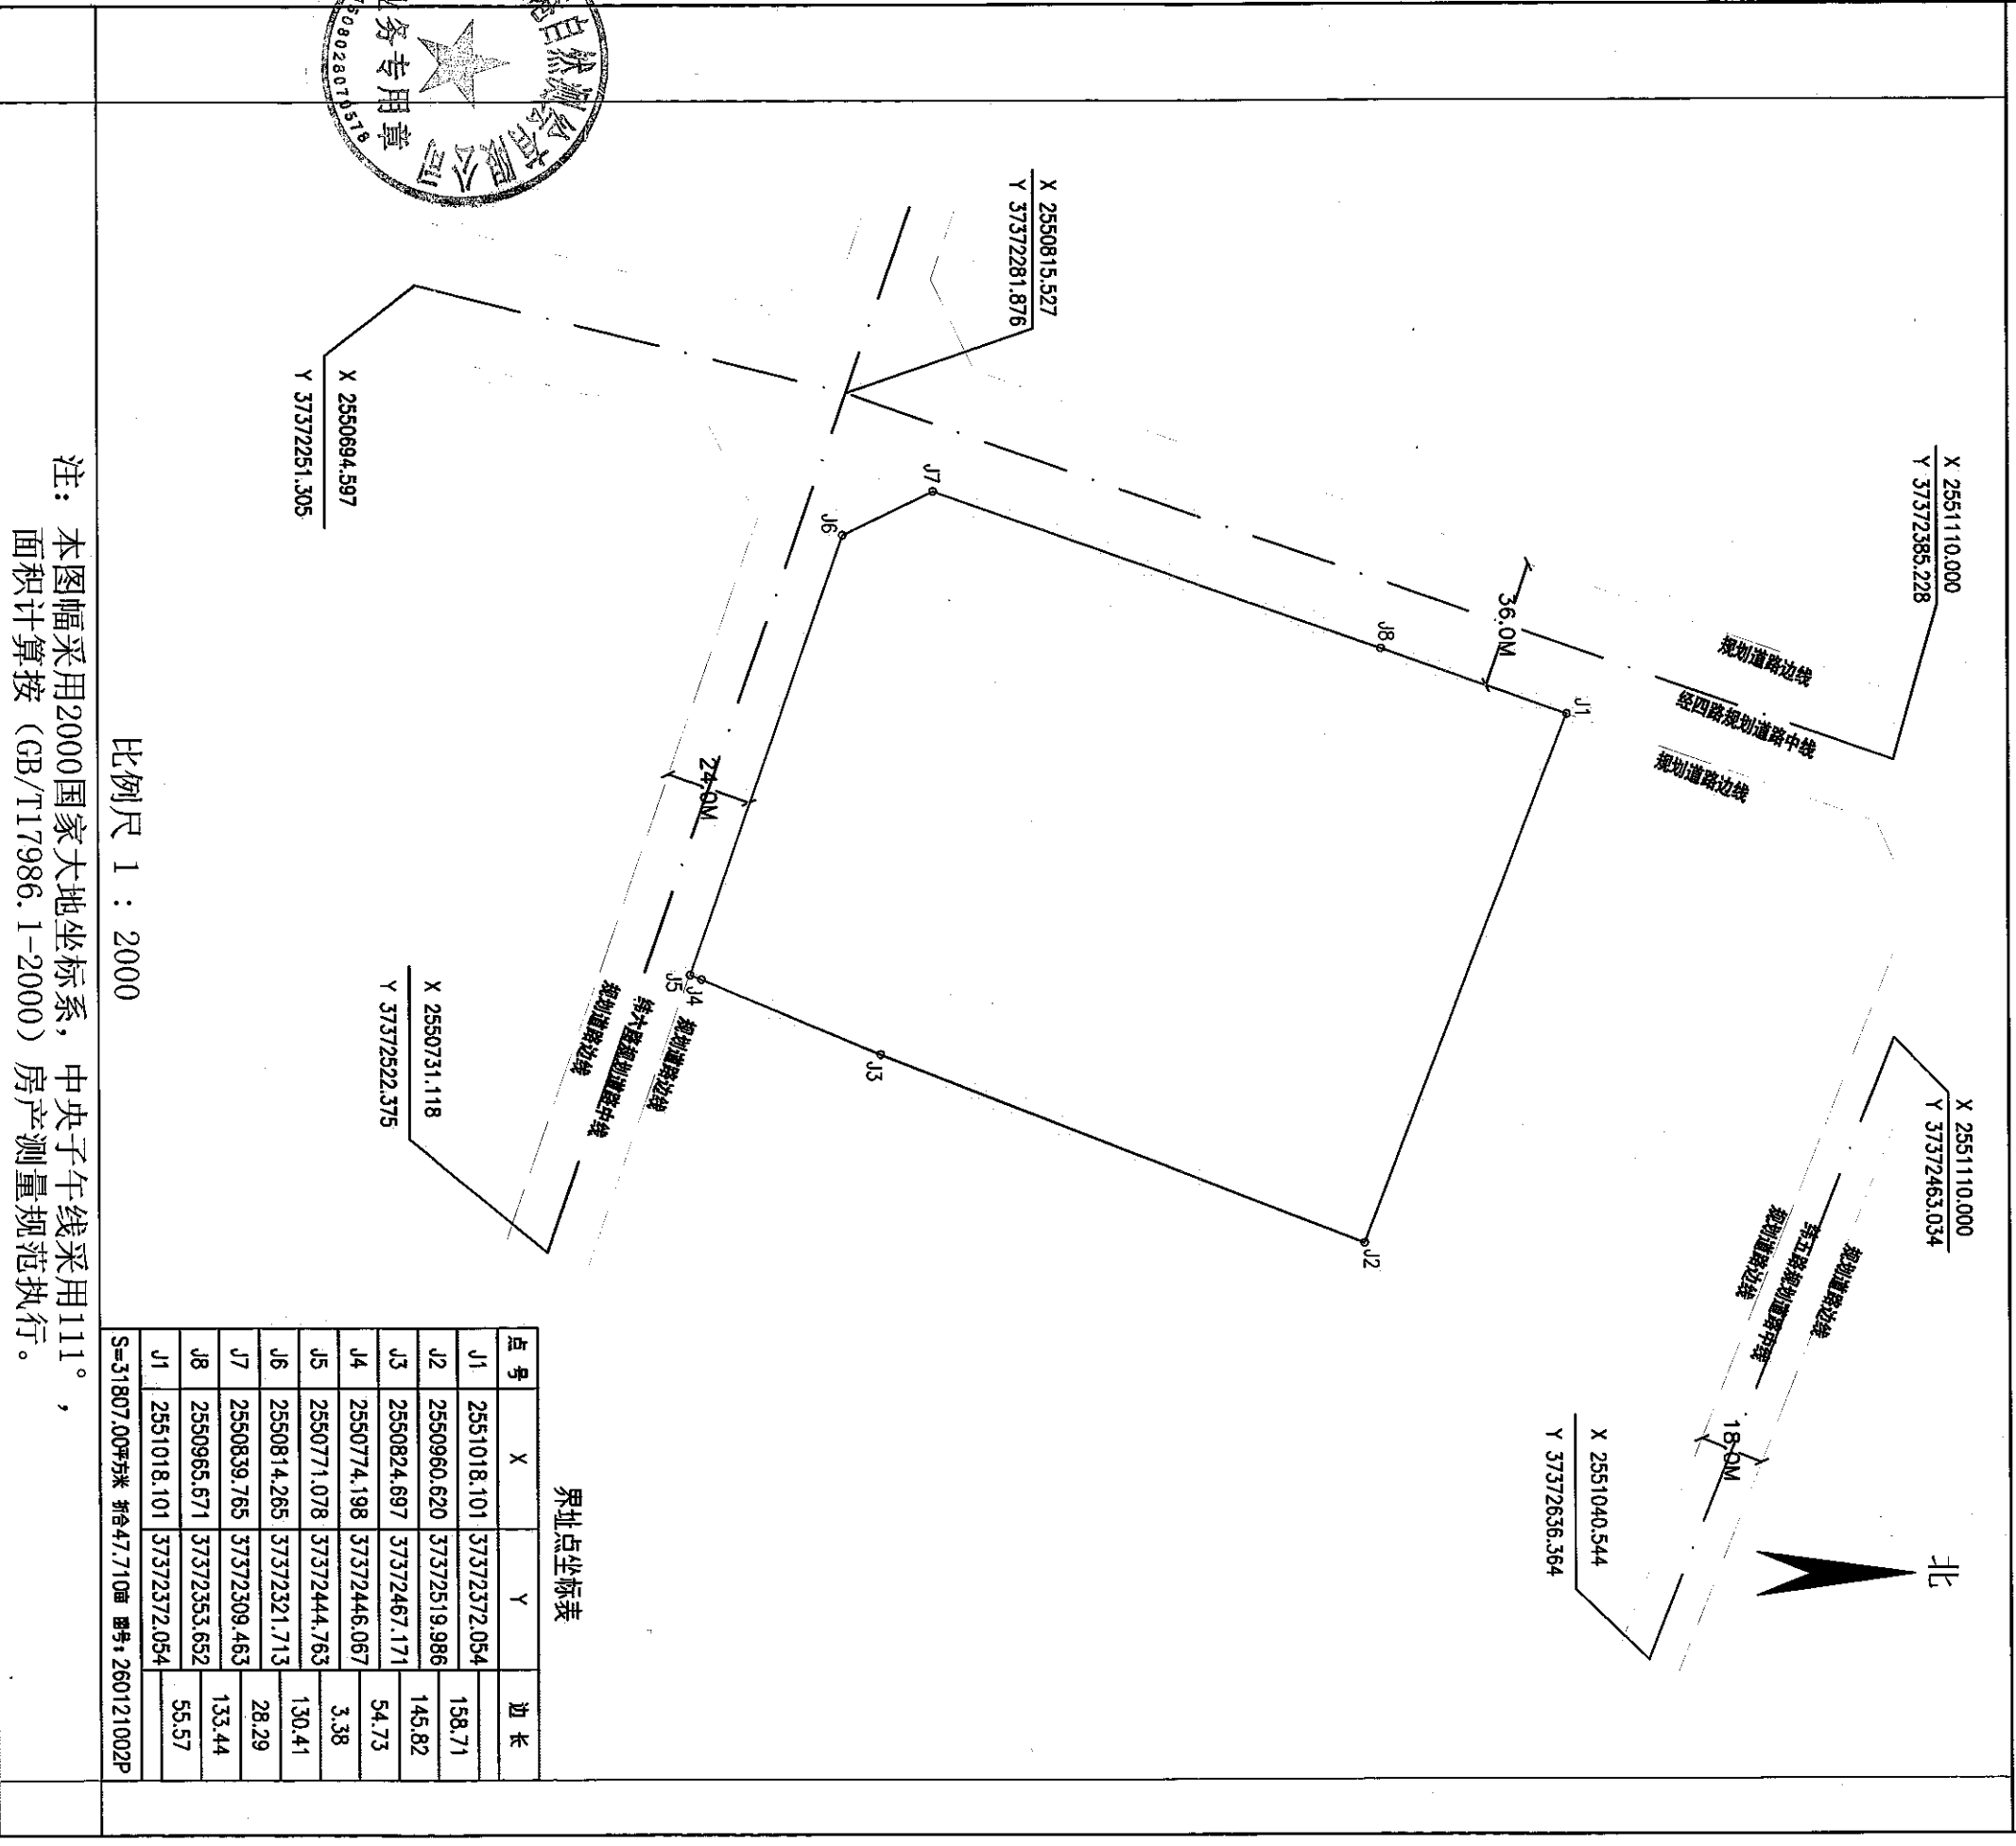 北
X 2551110.000
Y 37372385.228
X 2551110.000
Y 37372463.034
规划道路边线
经四路规划道路中线
规划道路边线
规划道路边线
纬五路规划道路中线
规划道路边线
18.0M
X 2551040.544
Y 37372636.364
36.0M
J1
J8
J2
X 2550815.527
Y 37372281.876
J7
J6
J3
J4
J5
24.0M
规划道路边线
纬六路规划道路中线
规划道路边线
X 2550694.597
Y 37372251.305
X 2550731.118
Y 37372522.375
界址点坐标表
点号 X Y 边长
J1 2551018.101 37372372.054
158.71
J2 2550960.620 37372519.986
145.82
J3 2550824.697 37372467.171
54.73
J4 2550774.198 37372446.067
3.38
J5 2550771.078 37372444.763
130.41
J6 2550814.265 37372321.713
28.29
J7 2550839.765 37372309.463
133.44
J8 2550965.671 37372353.652
55.57
J1 2551018.101 37372372.054
S=31807.00平方米 折合47.710亩 图号:260121002P
自然测绘有限公司
业务专用章
比例尺 1 : 2000
注：本图幅采用2000国家大地坐标系，中央子午线采用111°，
面积计算按（GB/T17986.1-2000）房产测量规范执行。